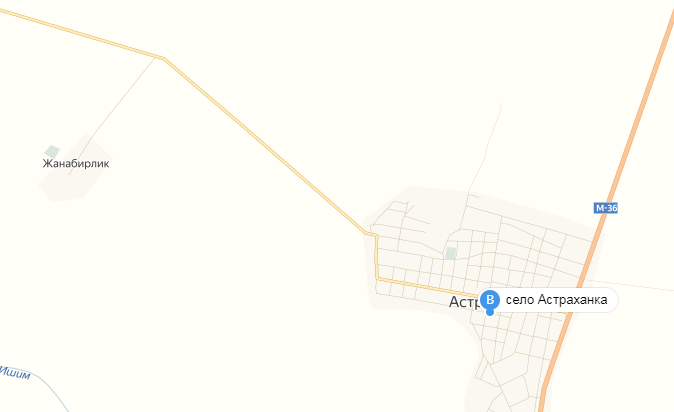 Жанабирлик
М-36
Астр
В
село Астраханка
Ишим